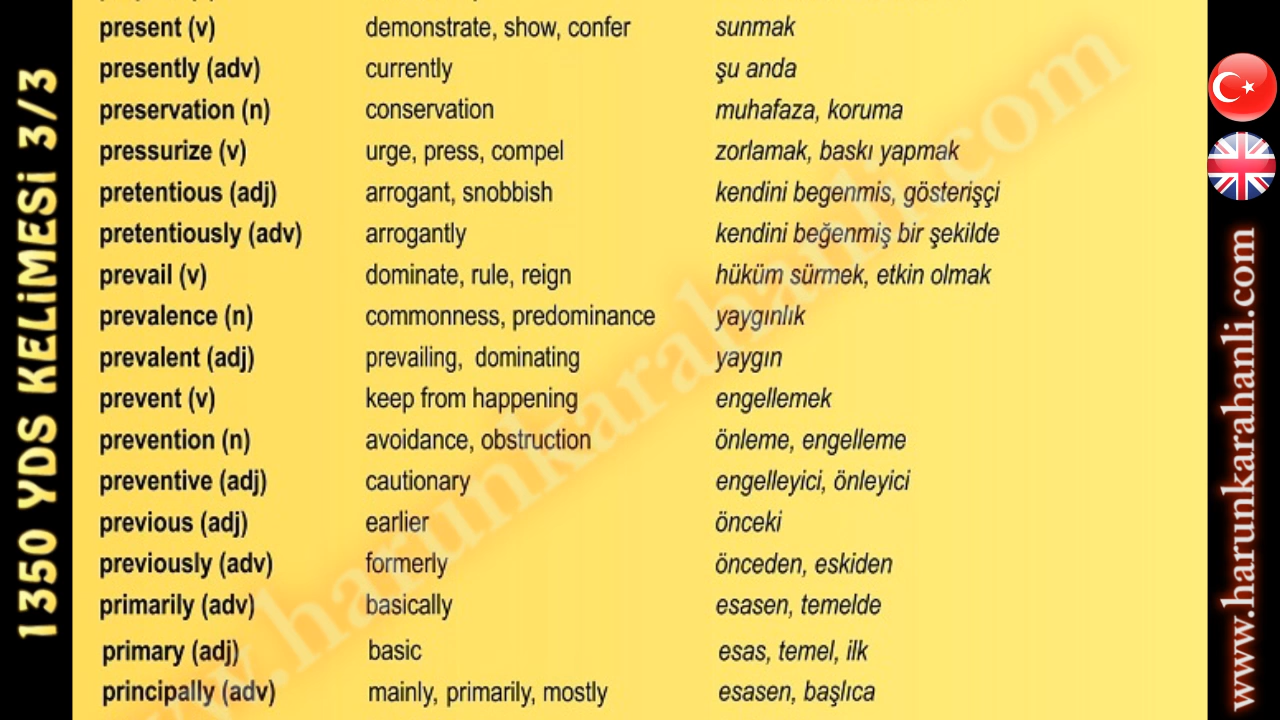 1350 YDS KELİMESİ 3/3
present (v) demonstrate, show, confer sunmak
presently (adv) currently şu anda
preservation (n) conservation muhafaza, koruma
pressurize (v) urge, press, compel zorlamak, baskı yapmak
pretentious (adj) arrogant, snobbish kendini begenmis, gösterişçi
pretentiously (adv) arrogantly kendini beğenmiş bir şekilde
prevail (v) dominate, rule, reign hüküm sürmek, etkin olmak
prevalence (n) commonness, predominance yaygınlık
prevalent (adj) prevailing, dominating yaygın
prevent (v) keep from happening engellemek
prevention (n) avoidance, obstruction önleme, engelleme
preventive (adj) cautionary engelleyici, önleyici
previous (adj) earlier önceki
previously (adv) formerly önceden, eskiden
primarily (adv) basically esasen, temelde
primary (adj) basic esas, temel, ilk
principally (adv) mainly, primarily, mostly esasen, başlıca
www.harunkarahanli.com
w.harunkarahanli.com